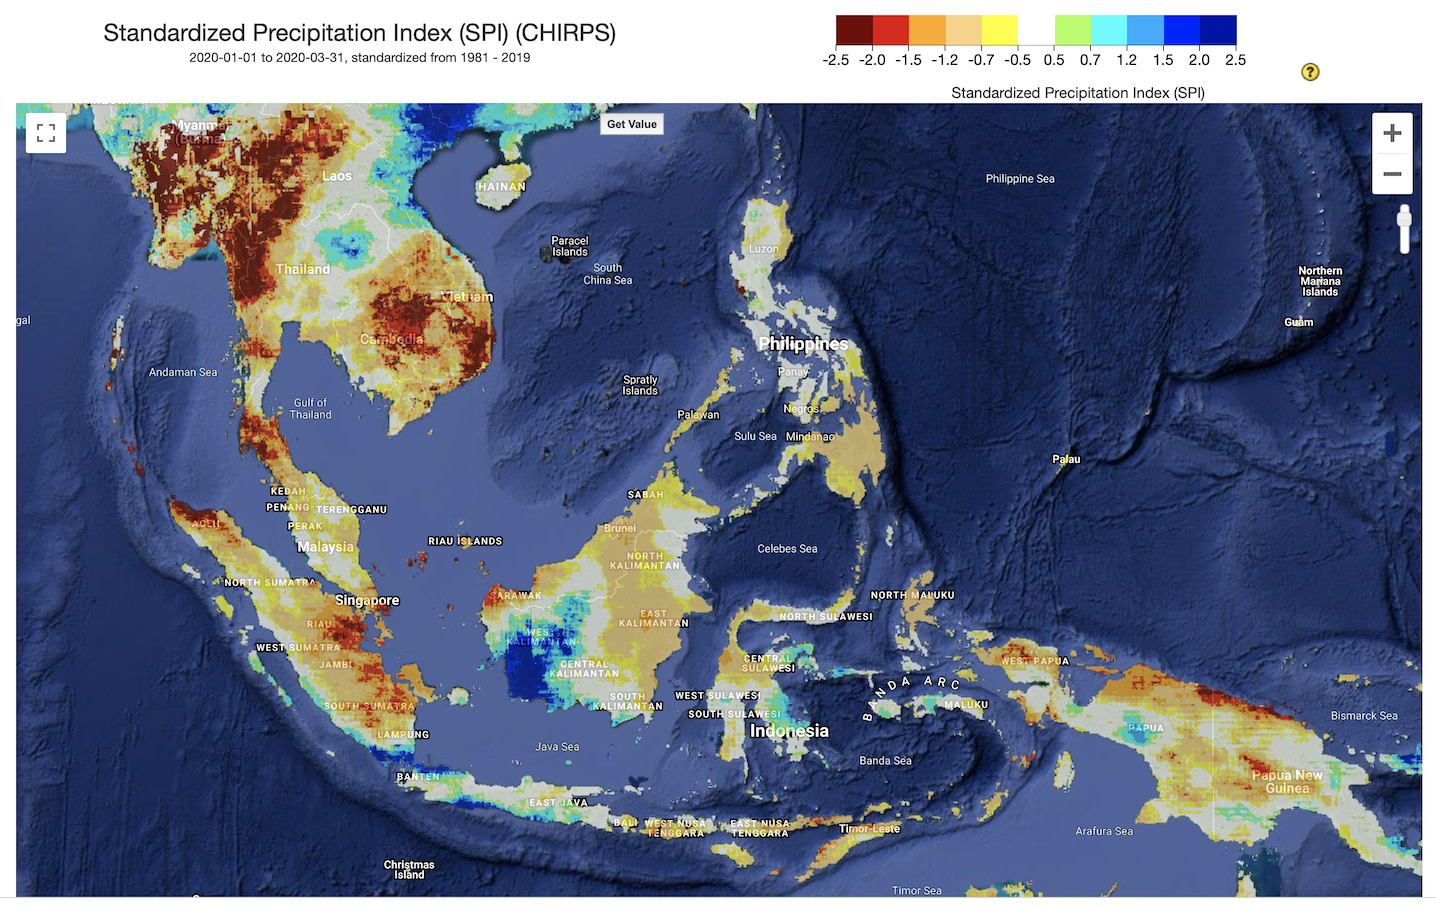 Standardized Precipitation Index (SPI) (CHIRPS)
2020-01-01 to 2020-03-31, standardized from 1981 - 2019
-2.5 -2.0 -1.5 -1.2 -0.7 -0.5 0.5 0.7 1.2 1.5 2.0 2.5
?
Standardized Precipitation Index (SPI)
Get Value
+
−
Laos
HAINAN
Philippine Sea
Paracel
Islands
Luzon
South
China Sea
Thailand
Northern
Mariana
Islands
Vietnam
gal
Guam
Cambodia
Philippines
Andaman Sea
Panay
Spratly
Islands
Gulf of
Thailand
Negros
Palawan
Sulu Sea
Mindanao
Palau
KEDAH
SABAH
PENANG
TERENGGANU
PERAK
Brunei
Malaysia
RIAU ISLANDS
Celebes Sea
NORTH
KALIMANTAN
ACEH
NORTH SUMATRA
SARAWAK
NORTH MALUKU
Singapore
EAST
KALIMANTAN
NORTH SULAWESI
RIAU
WEST
KALIMANTAN
WEST SUMATRA
JAMBI
CENTRAL
KALIMANTAN
CENTRAL
SULAWESI
WEST PAPUA
BANDA ARC
SOUTH SUMATRA
SOUTH
KALIMANTAN
WEST SULAWESI
MALUKU
SOUTH SULAWESI
Bismarck Sea
LAMPUNG
Indonesia
PAPUA
Java Sea
Banda Sea
BANTEN
Papua New
Guinea
EAST JAVA
BALI
WEST NUSA
TENGGARA
EAST NUSA
TENGGARA
Timor-Leste
Arafura Sea
Christmas
Island
Timor Sea